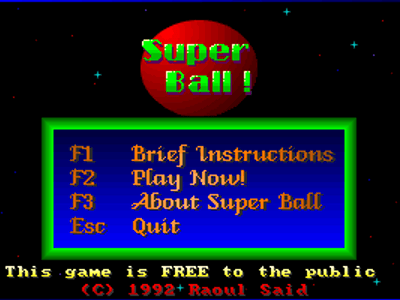 Super
Ball!
F1 Brief Instructions
F2 Play Now!
F3 About Super Ball
Esc Quit
This game is FREE to the public
(C) 1992 Raoul Said